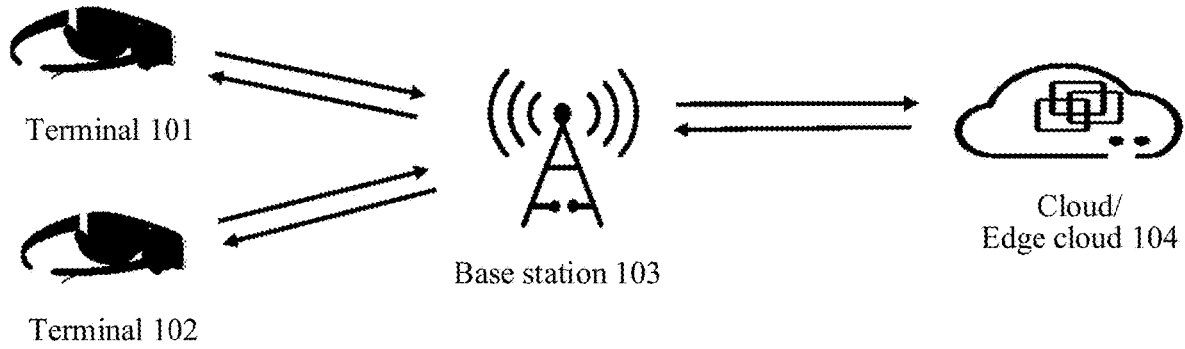 Terminal 101
Terminal 102
Base station 103
Cloud/
Edge cloud 104